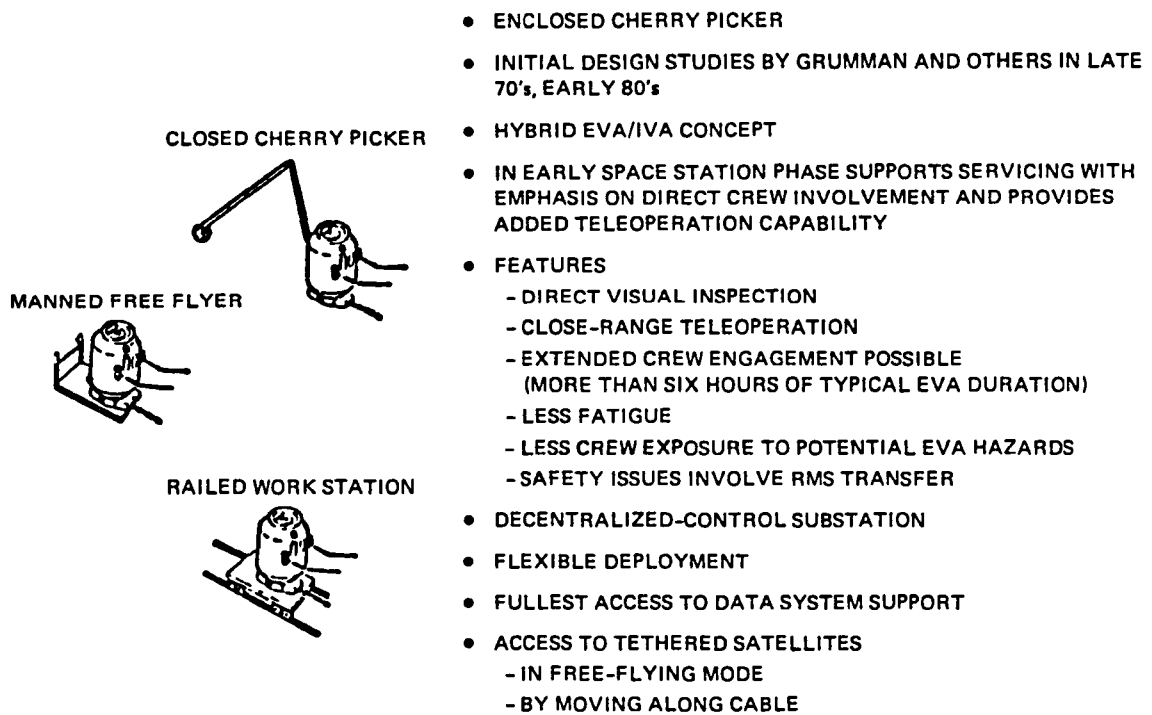 CLOSED CHERRY PICKER
MANNED FREE FLYER
RAILED WORK STATION
● ENCLOSED CHERRY PICKER
● INITIAL DESIGN STUDIES BY GRUMMAN AND OTHERS IN LATE
70's, EARLY 80's
● HYBRID EVA/IVA CONCEPT
● IN EARLY SPACE STATION PHASE SUPPORTS SERVICING WITH
EMPHASIS ON DIRECT CREW INVOLVEMENT AND PROVIDES
ADDED TELEOPERATION CAPABILITY
● FEATURES
– DIRECT VISUAL INSPECTION
– CLOSE-RANGE TELEOPERATION
– EXTENDED CREW ENGAGEMENT POSSIBLE
(MORE THAN SIX HOURS OF TYPICAL EVA DURATION)
– LESS FATIGUE
– LESS CREW EXPOSURE TO POTENTIAL EVA HAZARDS
– SAFETY ISSUES INVOLVE RMS TRANSFER
● DECENTRALIZED-CONTROL SUBSTATION
● FLEXIBLE DEPLOYMENT
● FULLEST ACCESS TO DATA SYSTEM SUPPORT
● ACCESS TO TETHERED SATELLITES
– IN FREE-FLYING MODE
– BY MOVING ALONG CABLE